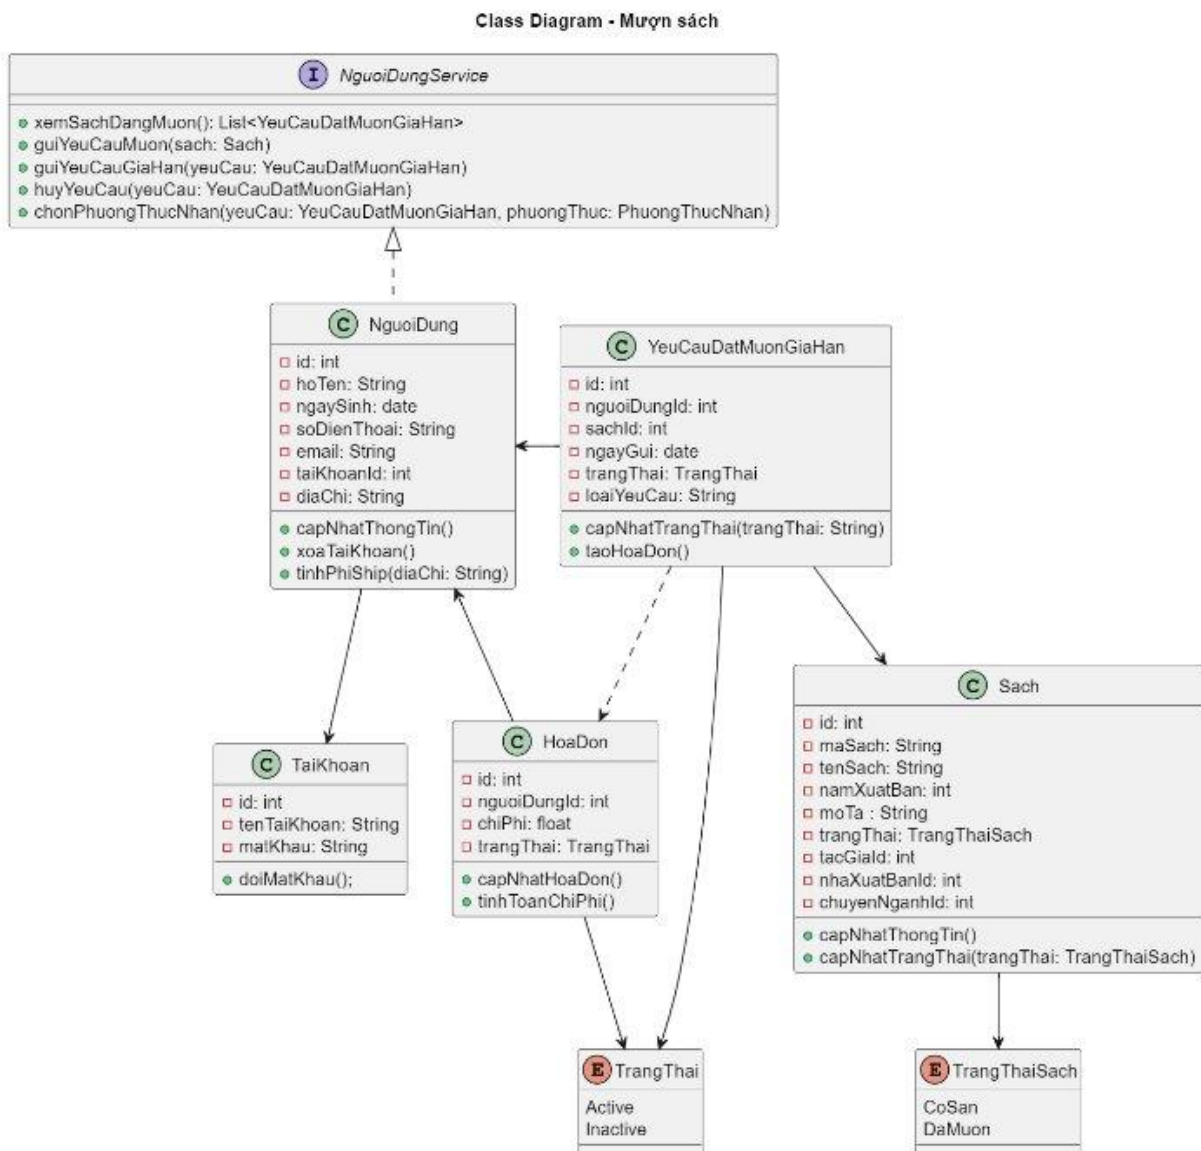 Class Diagram - Mượn sách
I NguoiDungService
xemSachDangMuon(): List<YeuCauDatMuonGiaHan>
guiYeuCauMuon(sach: Sach)
guiYeuCauGiaHan(yeuCau: YeuCauDatMuonGiaHan)
huyYeuCau(yeuCau: YeuCauDatMuonGiaHan)
chonPhuongThucNhan(yeuCau: YeuCauDatMuonGiaHan, phuongThuc: PhuongThucNhan)
C NguoiDung
id: int
hoTen: String
ngaySinh: date
soDienThoai: String
email: String
taiKhoanId: int
diaChi: String
capNhatThongTin()
xoaTaiKhoan()
tinhPhiShip(diaChi: String)
C YeuCauDatMuonGiaHan
id: int
nguoiDungId: int
sachId: int
ngayGui: date
trangThai: TrangThai
loaiYeuCau: String
capNhatTrangThai(trangThai: String)
taoHoaDon()
C TaiKhoan
id: int
tenTaiKhoan: String
matKhau: String
doiMatKhau();
C HoaDon
id: int
nguoiDungId: int
chiPhi: float
trangThai: TrangThai
capNhatHoaDon()
tinhToanChiPhi()
C Sach
id: int
maSach: String
tenSach: String
namXuatBan: int
moTa : String
trangThai: TrangThaiSach
tacGiaId: int
nhaXuatBanId: int
chuyenNganhId: int
capNhatThongTin()
capNhatTrangThai(trangThai: TrangThaiSach)
E TrangThai
Active
Inactive
E TrangThaiSach
CoSan
DaMuon